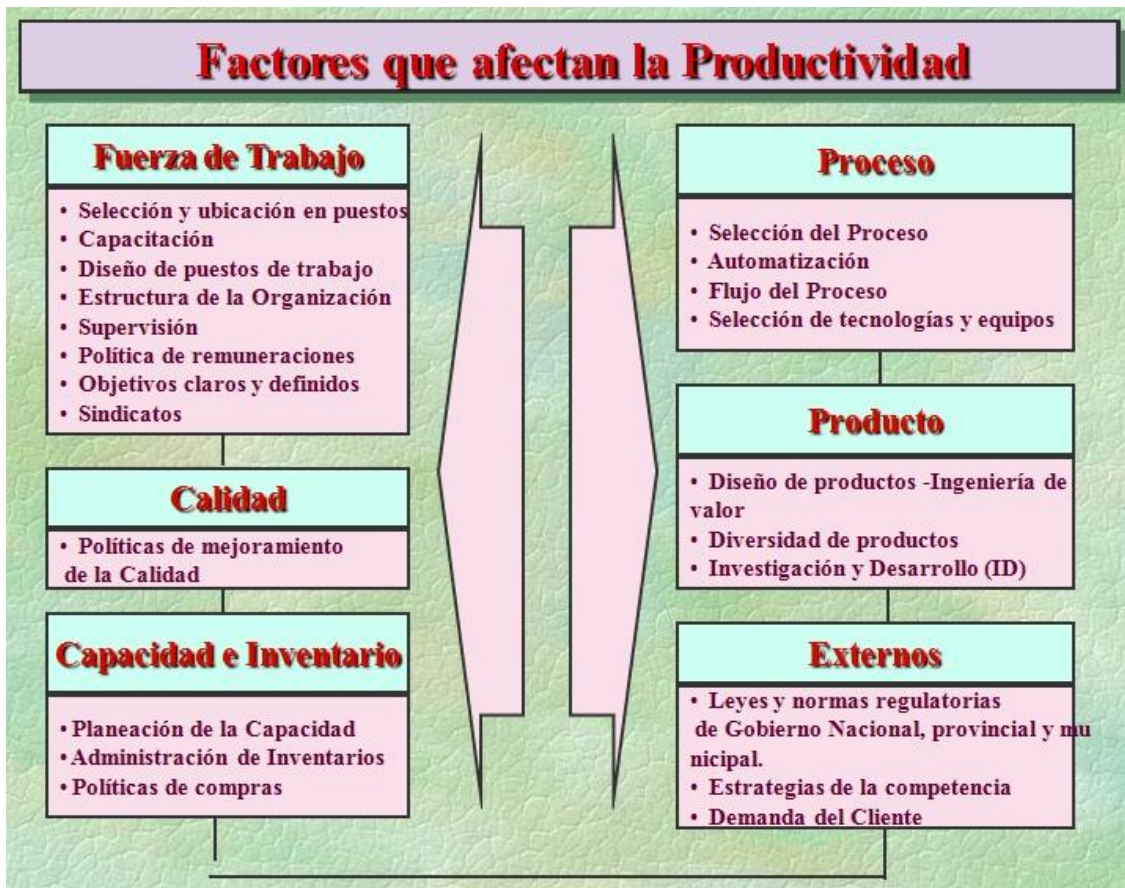 Factores que afectan la Productividad
Fuerza de Trabajo
• Selección y ubicación en puestos
• Capacitación
• Diseño de puestos de trabajo
• Estructura de la Organización
• Supervisión
• Política de remuneraciones
• Objetivos claros y definidos
• Sindicatos
Calidad
• Políticas de mejoramiento
de la Calidad
Capacidad e Inventario
• Planeación de la Capacidad
• Administración de Inventarios
• Políticas de compras
Proceso
• Selección del Proceso
• Automatización
• Flujo del Proceso
• Selección de tecnologías y equipos
Producto
• Diseño de productos -Ingeniería de
valor
• Diversidad de productos
• Investigación y Desarrollo (ID)
Externos
• Leyes y normas regulatorias
de Gobierno Nacional, provincial y mu
nicipal.
• Estrategias de la competencia
• Demanda del Cliente